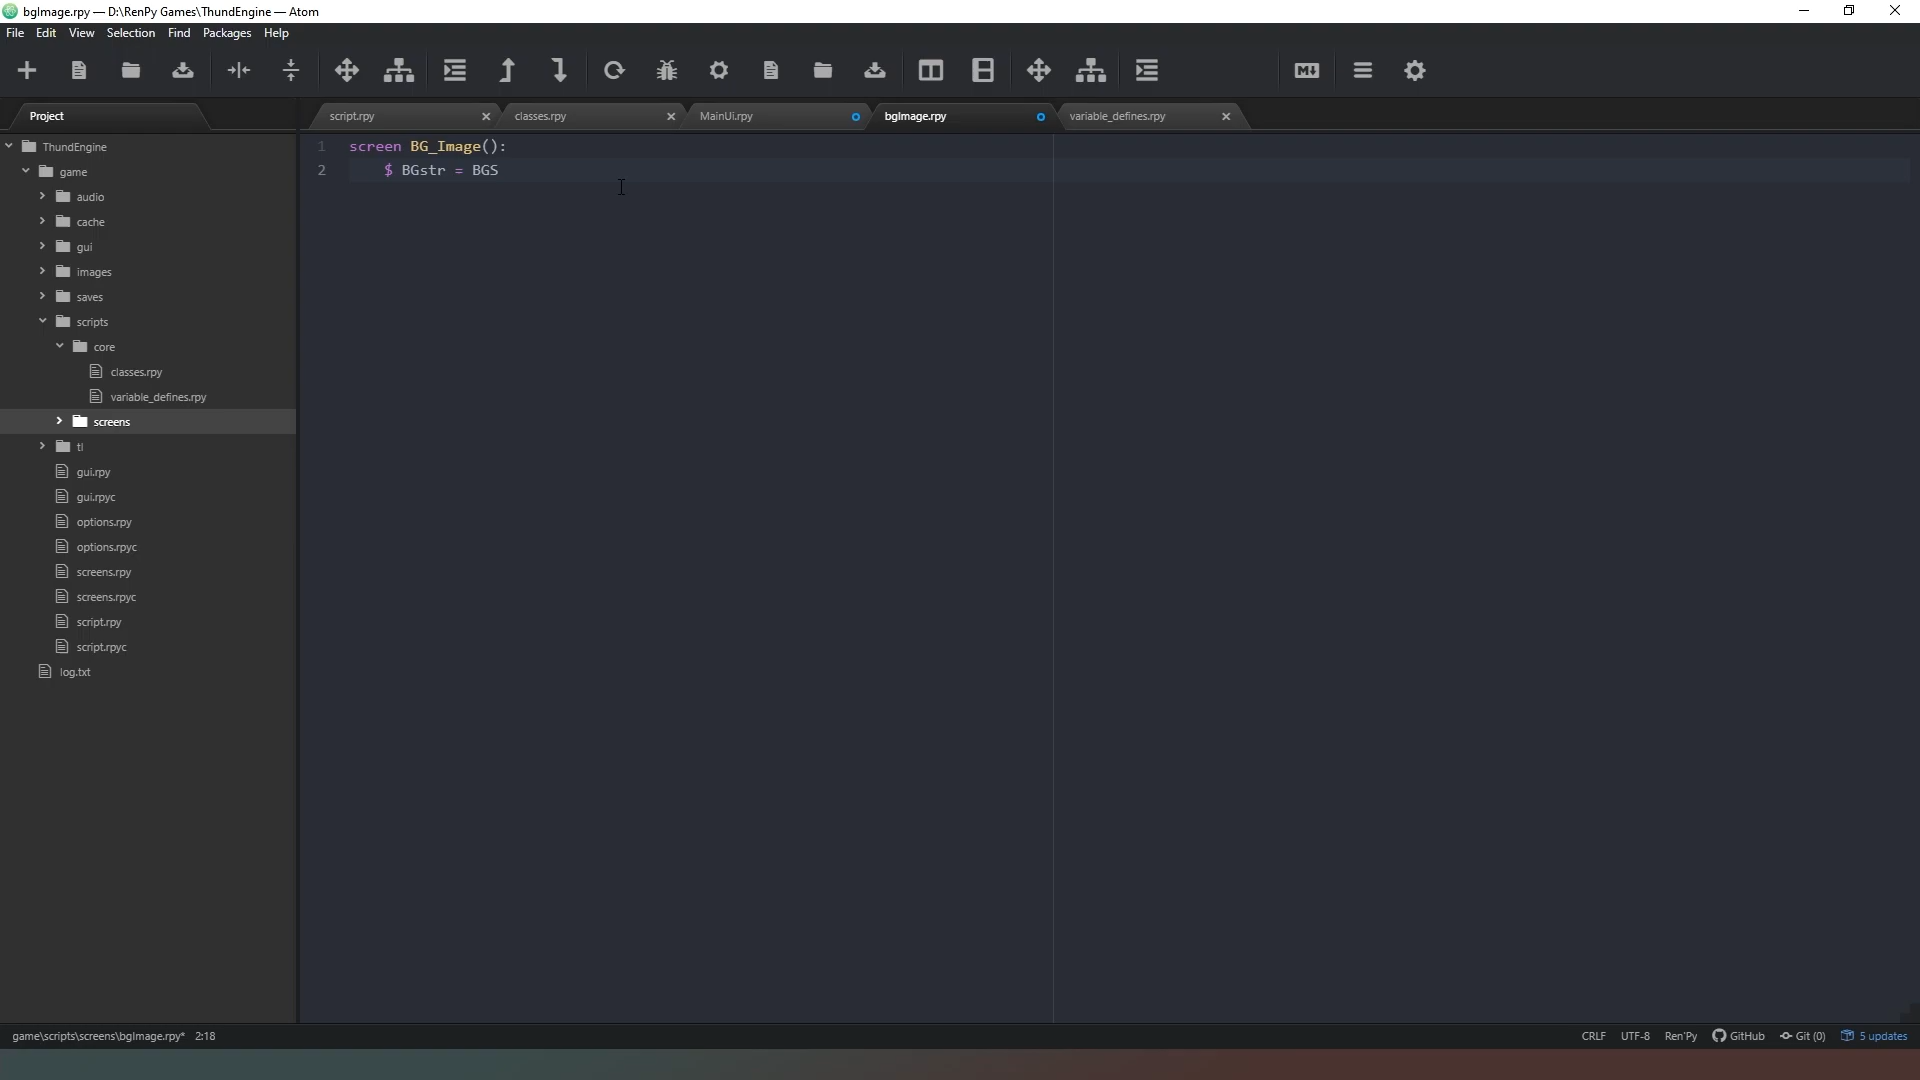 bgImage.rpy — D:\RenPy Games\ThundEngine — Atom
File Edit View Selection Find Packages Help
Project
script.rpy classes.rpy MainUi.rpy bgImage.rpy variable_defines.rpy
ThundEngine
game
audio
cache
gui
images
saves
scripts
core
classes.rpy
variable_defines.rpy
screens
tl
gui.rpy
gui.rpyc
options.rpy
options.rpyc
screens.rpy
screens.rpyc
script.rpy
script.rpyc
log.txt
1 screen BG_Image():
2 $ BGstr = BGS
game\scripts\screens\bgImage.rpy* 2:18
CRLF UTF-8 Ren'Py GitHub Git (0) 5 updates